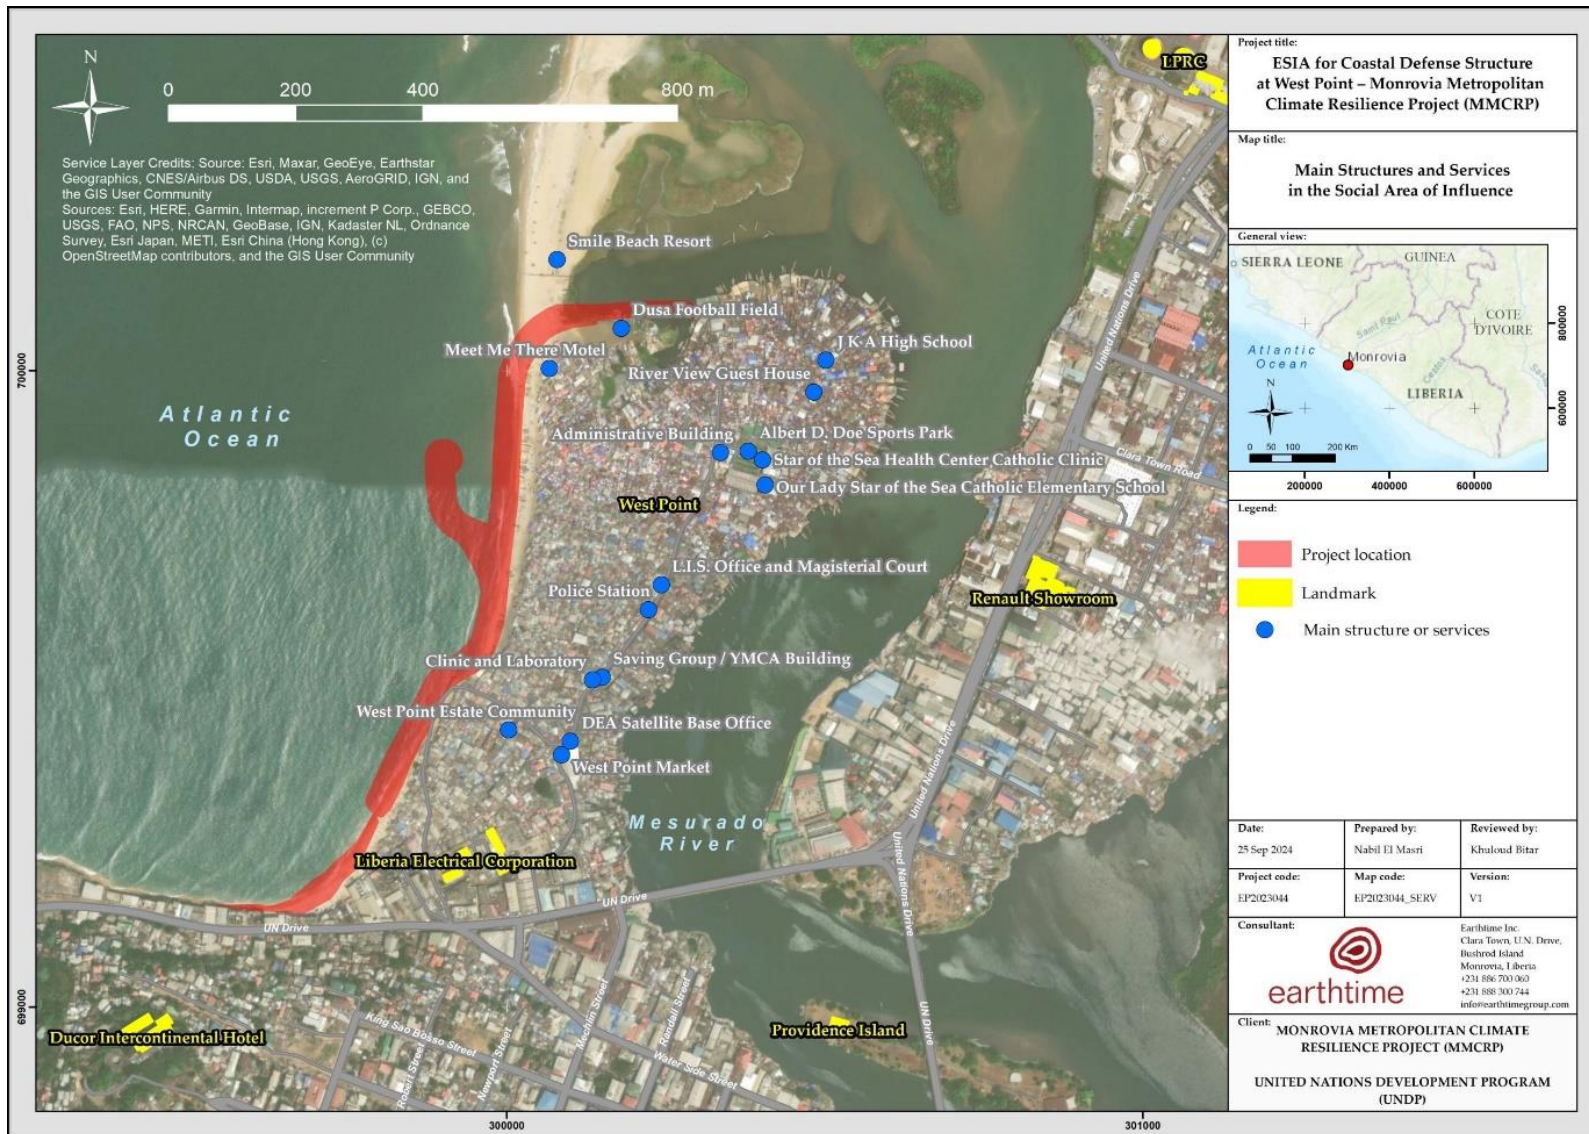 N
0 200 400 800 m
Service Layer Credits: Source: Esri, Maxar, GeoEye, Earthstar
Geographics, CNES/Airbus DS, USDA, USGS, AeroGRID, IGN, and
the GIS User Community
Sources: Esri, HERE, Garmin, Intermap, increment P Corp., GEBCO,
USGS, FAO, NPS, NRCAN, GeoBase, IGN, Kadaster NL, Ordnance
Survey, Esri Japan, METI, Esri China (Hong Kong), (c)
OpenStreetMap contributors, and the GIS User Community
LPRC
Smile Beach Resort
Dusa Football Field
Meet Me There Motel
J K A High School
River View Guest House
United Nations Drive
Atlantic
Ocean
Administrative Building
Albert D. Doe Sports Park
Star of the Sea Health Center Catholic Clinic
Our Lady Star of the Sea Catholic Elementary School
Clara Town Road
West Point
L.I.S. Office and Magisterial Court
Police Station
Renault Showroom
Clinic and Laboratory
Saving Group / YMCA Building
West Point Estate Community
DEA Satellite Base Office
West Point Market
United Nations Drive
Mesurado
River
Liberia Electrical Corporation
United Nations Drive
UN Drive
UN Drive
UN Drive
Ducor Intercontinental Hotel
King Sao Bosso Street
Robert Street
Newport Street
Mechlin Street
Randall Street
Water Side Street
Providence Island
700000
699000
300000
301000
Project title:
ESIA for Coastal Defense Structure
at West Point – Monrovia Metropolitan
Climate Resilience Project (MMCRP)
Map title:
Main Structures and Services
in the Social Area of Influence
General view:
SIERRA LEONE
GUINEA
COTE
D'IVOIRE
Saint Paul
Atlantic
Ocean
Monrovia
Cestos
LIBERIA
N
0 50 100 200 Km
800000
600000
200000 400000 600000
Legend:
Project location
Landmark
Main structure or services
Date:
25 Sep 2024
Prepared by:
Nabil El Masri
Reviewed by:
Khuloud Bitar
Project code:
EP2023044
Map code:
EP2023044_SERV
Version:
V1
Consultant:
earthtime
Earthtime Inc.
Clara Town, U.N. Drive,
Bushrod Island
Monrovia, Liberia
+231 886 700 060
+231 888 300 744
info@earthtimegroup.com
Client:
MONROVIA METROPOLITAN CLIMATE
RESILIENCE PROJECT (MMCRP)
UNITED NATIONS DEVELOPMENT PROGRAM
(UNDP)